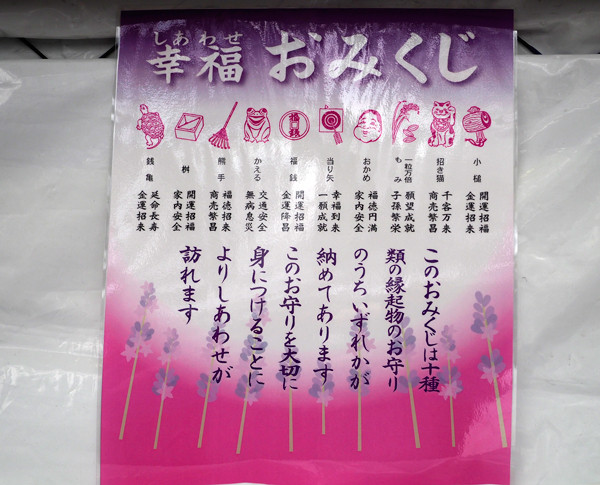 しあわせ
幸福 おみくじ
福銭
小槌
開運招福
金運招来
招き猫
千客万来
商売繁昌
一粒万倍
もみ
願望成就
子孫繁栄
おかめ
福徳円満
家内安全
当り矢
幸福到来
一願成就
福銭
開運招福
金運降昌
かえる
交通安全
無病息災
熊手
福徳招来
商売繁昌
桝
開運招福
家内安全
銭亀
延命長寿
金運招来
このおみくじは十種
類の縁起物のお守り
のうちいずれかが
納めてあります
このお守りを大切に
身につけることに
よりしあわせが
訪れます